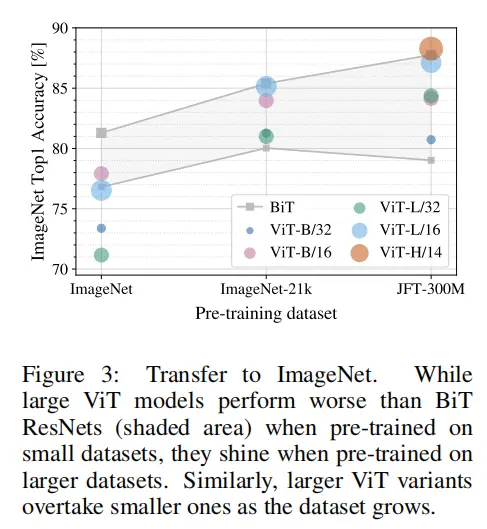 90
85
80
75
70
ImageNet Top1 Accuracy [%]
BiT
ViT-B/32
ViT-B/16
ViT-L/32
ViT-L/16
ViT-H/14
ImageNet
ImageNet-21k
JFT-300M
Pre-training dataset
Figure 3: Transfer to ImageNet. While
large ViT models perform worse than BiT
ResNets (shaded area) when pre-trained on
small datasets, they shine when pre-trained on
larger datasets. Similarly, larger ViT variants
overtake smaller ones as the dataset grows.